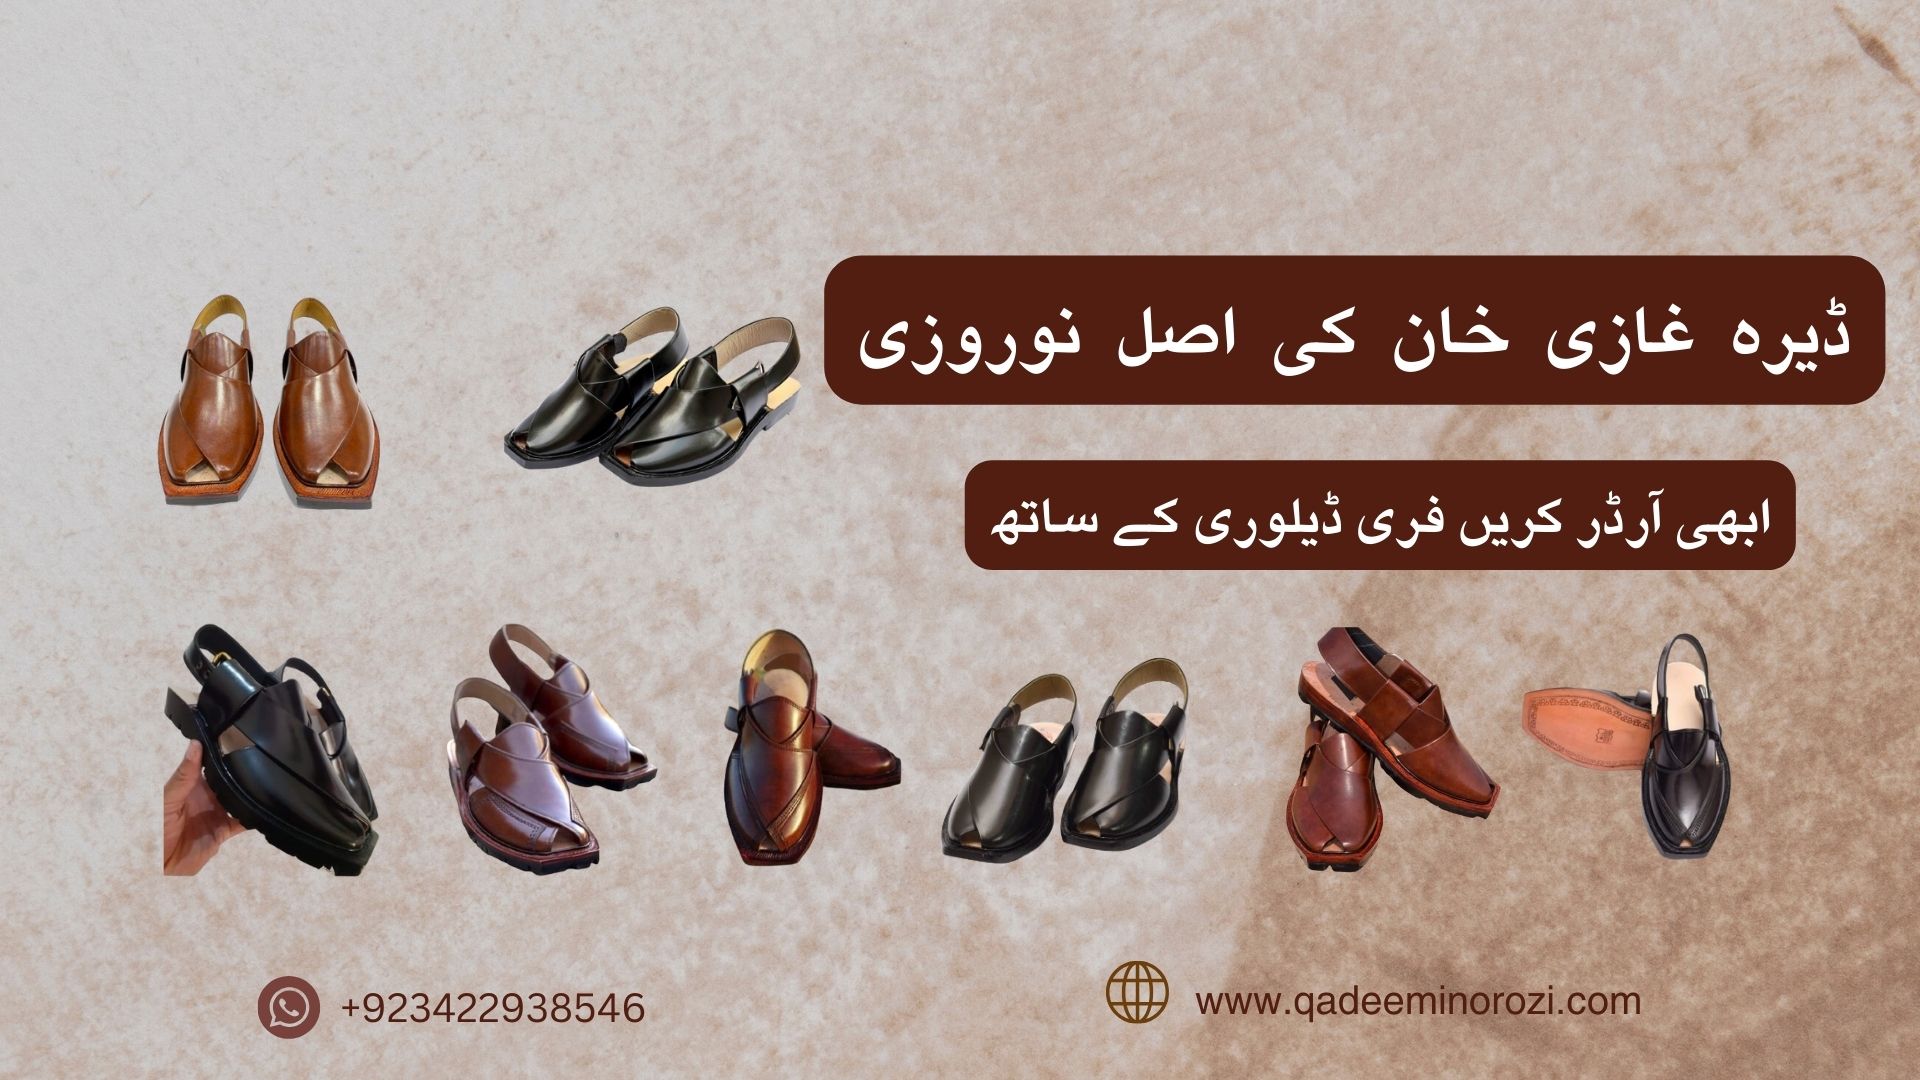 ڈیرہ غازی خان کی اصل نوروزی
ابھی آرڈر کریں فری ڈیلوری کے ساتھ
+923422938546
www.qadeeminorozi.com